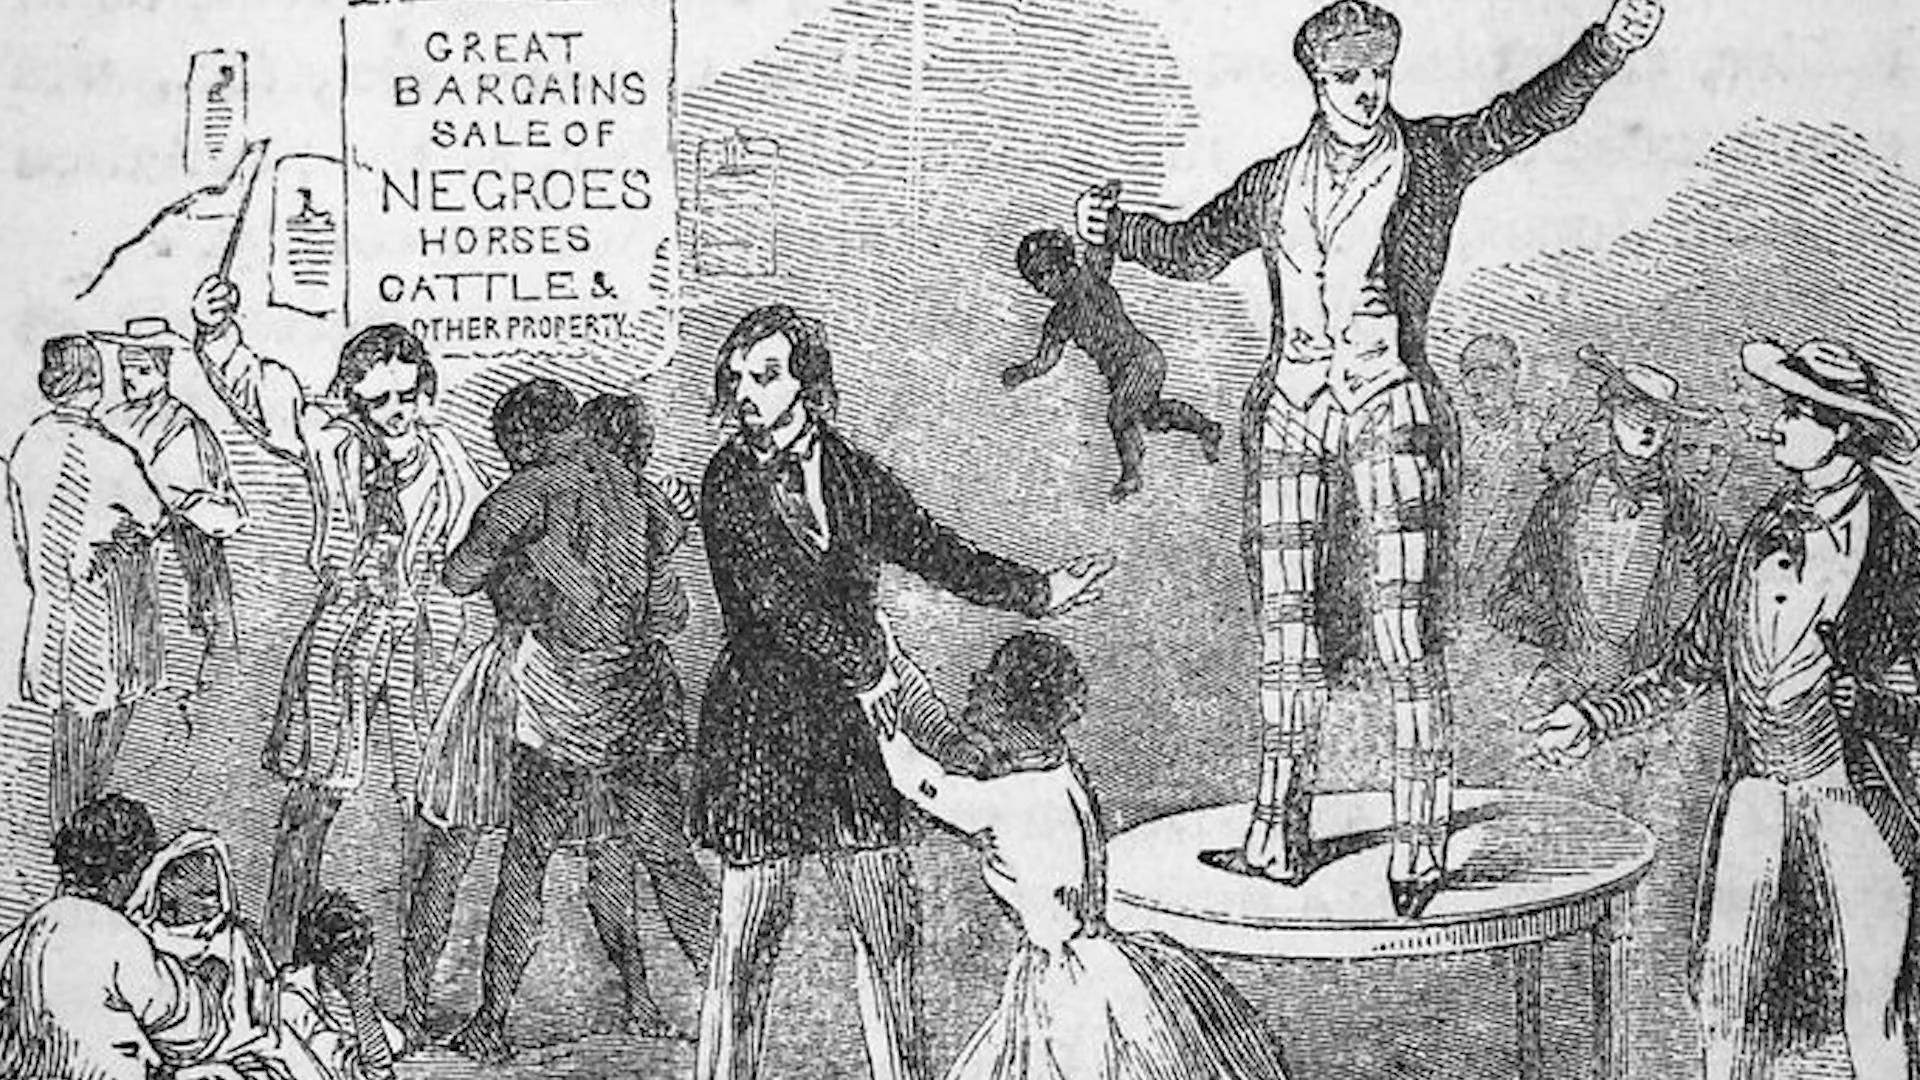 GREAT
BARGAINS
SALE OF
NEGROES
HORSES
CATTLE &
OTHER PROPERTY